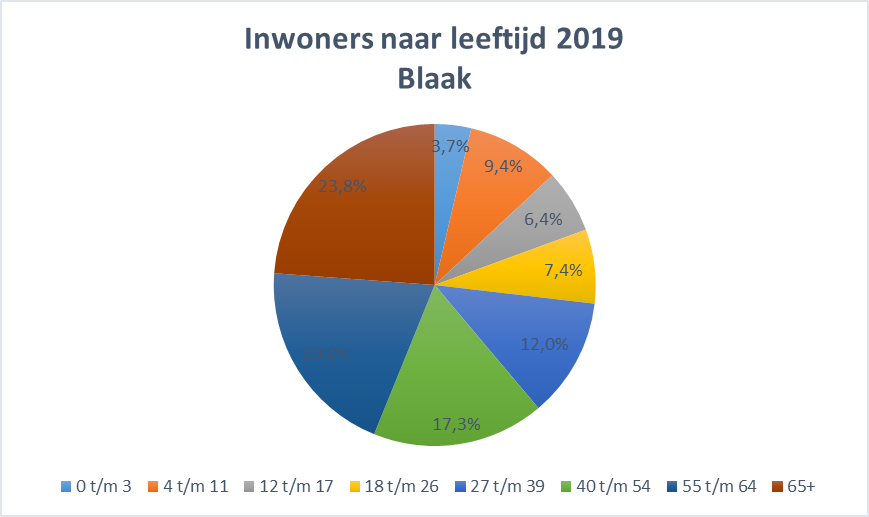 Inwoners naar leeftijd 2019
Blaak
3,7%
9,4%
6,4%
7,4%
12,0%
17,3%
23,8%
0 t/m 3 4 t/m 11 12 t/m 17 18 t/m 26 27 t/m 39 40 t/m 54 55 t/m 64 65+